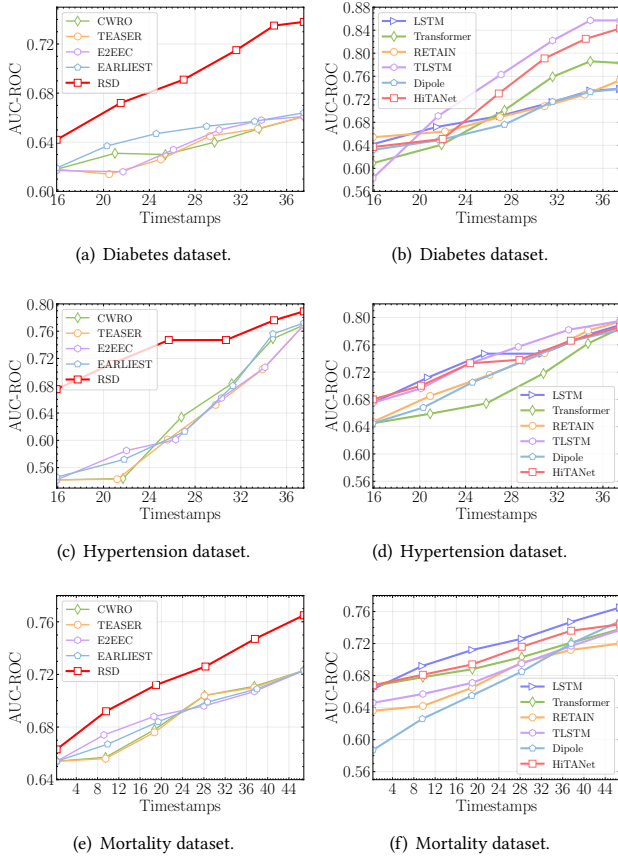 AUC-ROC
0.72
0.68
0.64
0.60
CWRO
TEASER
E2EEC
EARLIEST
RSD
16 20 24 28 32 36
Timestamps
(a) Diabetes dataset.
AUC-ROC
0.88
0.84
0.80
0.76
0.72
0.68
0.64
0.60
0.56
LSTM
Transformer
RETAIN
TLSTM
Dipole
HiTANet
16 20 24 28 32 36
Timestamps
(b) Diabetes dataset.
AUC-ROC
0.80
0.76
0.72
0.68
0.64
0.60
0.56
CWRO
TEASER
E2EEC
EARLIEST
RSD
16 20 24 28 32 36
Timestamps
(c) Hypertension dataset.
AUC-ROC
0.80
0.76
0.72
0.68
0.64
0.60
0.56
LSTM
Transformer
RETAIN
TLSTM
Dipole
HiTANet
16 20 24 28 32 36
Timestamps
(d) Hypertension dataset.
AUC-ROC
0.76
0.72
0.68
0.64
CWRO
TEASER
E2EEC
EARLIEST
RSD
4 8 12 16 20 24 28 32 36 40 44
Timestamps
(e) Mortality dataset.
AUC-ROC
0.76
0.72
0.68
0.64
0.60
0.56
LSTM
Transformer
RETAIN
TLSTM
Dipole
HiTANet
4 8 12 16 20 24 28 32 36 40 44
Timestamps
(f) Mortality dataset.